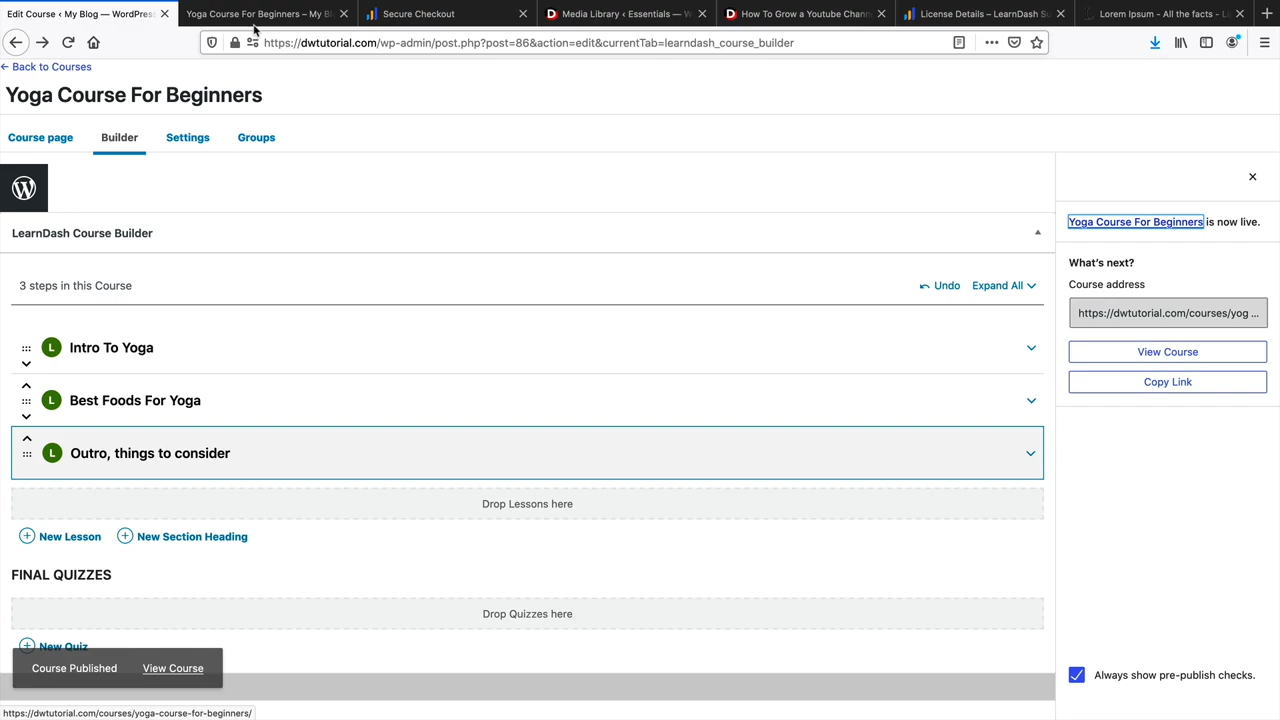 Edit Course ‹ My Blog — WordPress
Yoga Course For Beginners – My Bl
Secure Checkout
Media Library ‹ Essentials — W
How To Grow a Youtube Chann
License Details – LearnDash Su
Lorem Ipsum - All the facts - Li
https://dwtutorial.com/wp-admin/post.php?post=86&action=edit&currentTab=learndash_course_builder
← Back to Courses
Yoga Course For Beginners
Course page
Builder
Settings
Groups
LearnDash Course Builder
3 steps in this Course
Undo
Expand All
L Intro To Yoga
L Best Foods For Yoga
L Outro, things to consider
Drop Lessons here
New Lesson
New Section Heading
FINAL QUIZZES
Drop Quizzes here
New Quiz
Course Published
View Course
https://dwtutorial.com/courses/yoga-course-for-beginners/
Yoga Course For Beginners is now live.
What’s next?
Course address
https://dwtutorial.com/courses/yog ...
View Course
Copy Link
Always show pre-publish checks.